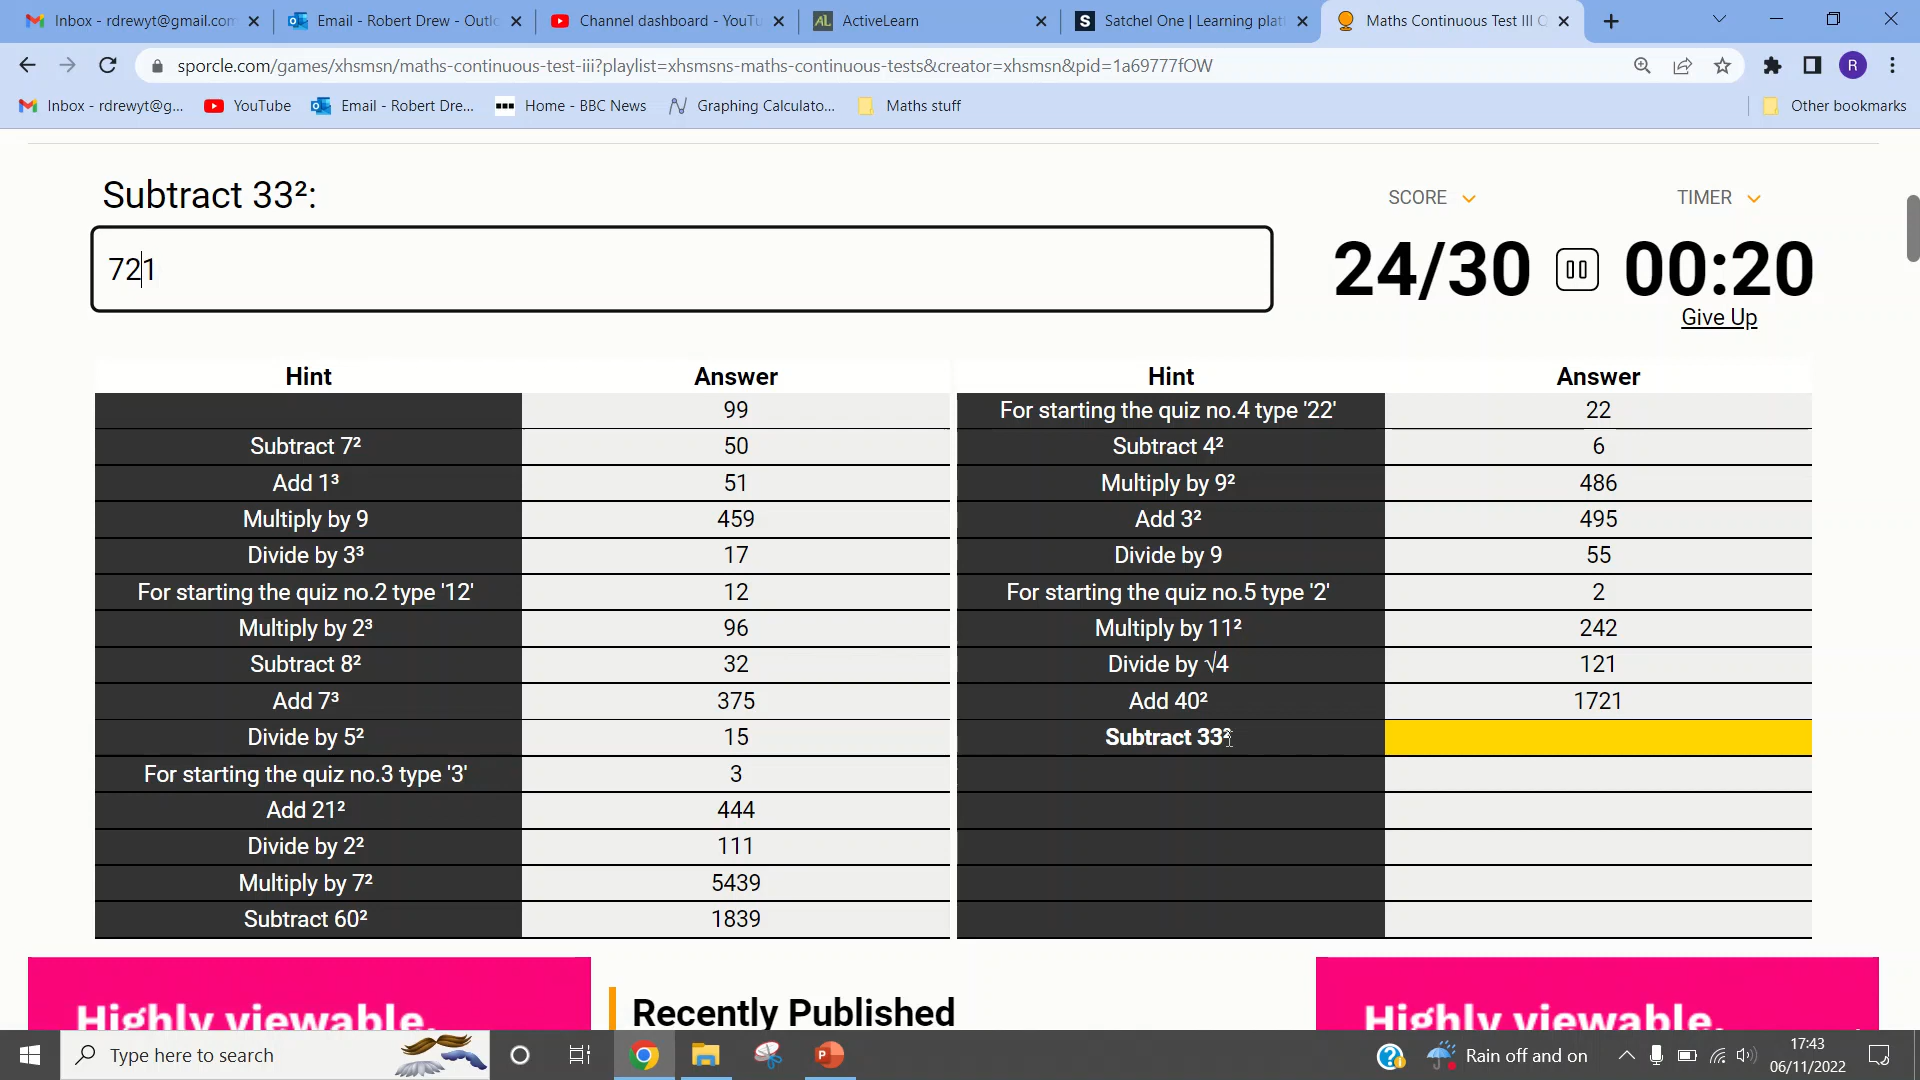 Inbox - rdrewyt@gmail.com
Email - Robert Drew - Outlo
Channel dashboard - YouTu
ActiveLearn
Satchel One | Learning plat
Maths Continuous Test III Q
sporcle.com/games/xhsmsn/maths-continuous-test-iii?playlist=xhsmsns-maths-continuous-tests&creator=xhsmsn&pid=1a69777fOW
R
Inbox - rdrewyt@g...
YouTube
Email - Robert Dre...
Home - BBC News
Graphing Calculato...
Maths stuff
Other bookmarks
Subtract 33²:
721
SCORE
TIMER
24/30
00:20
Give Up
Hint Answer
99
Subtract 7² 50
Add 1³ 51
Multiply by 9 459
Divide by 3³ 17
For starting the quiz no.2 type '12' 12
Multiply by 2³ 96
Subtract 8² 32
Add 7³ 375
Divide by 5² 15
For starting the quiz no.3 type '3' 3
Add 21² 444
Divide by 2² 111
Multiply by 7² 5439
Subtract 60² 1839
Hint Answer
For starting the quiz no.4 type '22' 22
Subtract 4² 6
Multiply by 9² 486
Add 3² 495
Divide by 9 55
For starting the quiz no.5 type '2' 2
Multiply by 11² 242
Divide by √4 121
Add 40² 1721
Subtract 33²
Highly viewable.
Recently Published
Highly viewable.
Type here to search
Rain off and on
17:43
06/11/2022